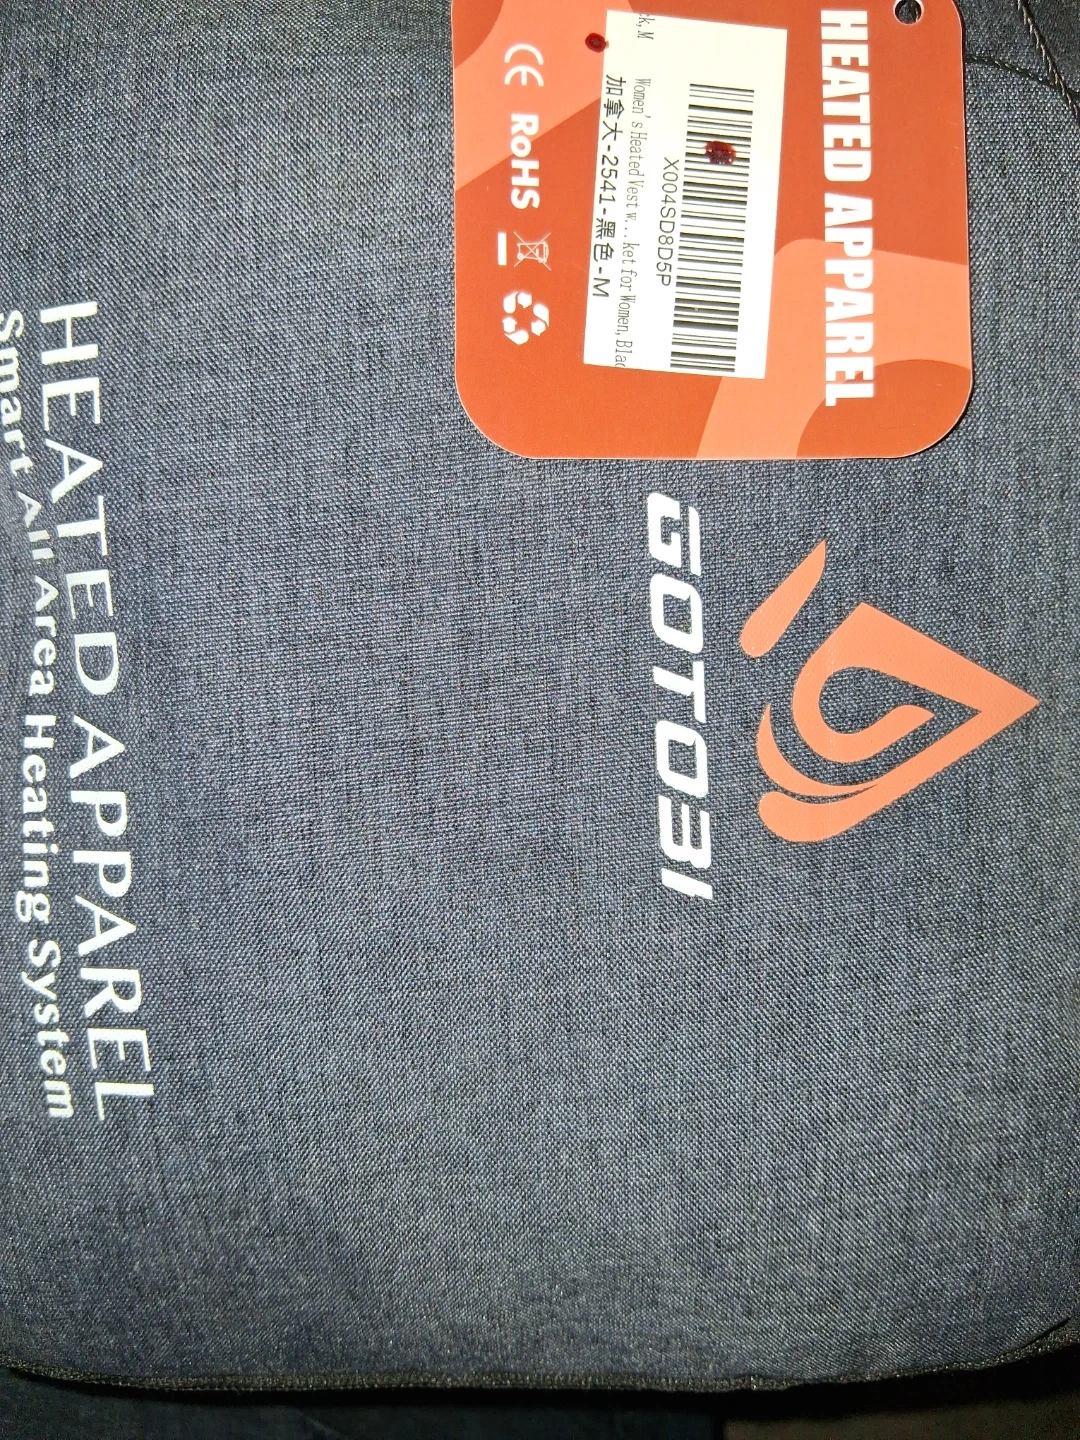 HEATED APPAREL
X004SD8D5P
Women's Heated Vest w... ket for Women, Blac
k,M
加拿大-2541-黑色-M
CE RoHS
GOTOBI
HEATED APPAREL
Smart All Area Heating System